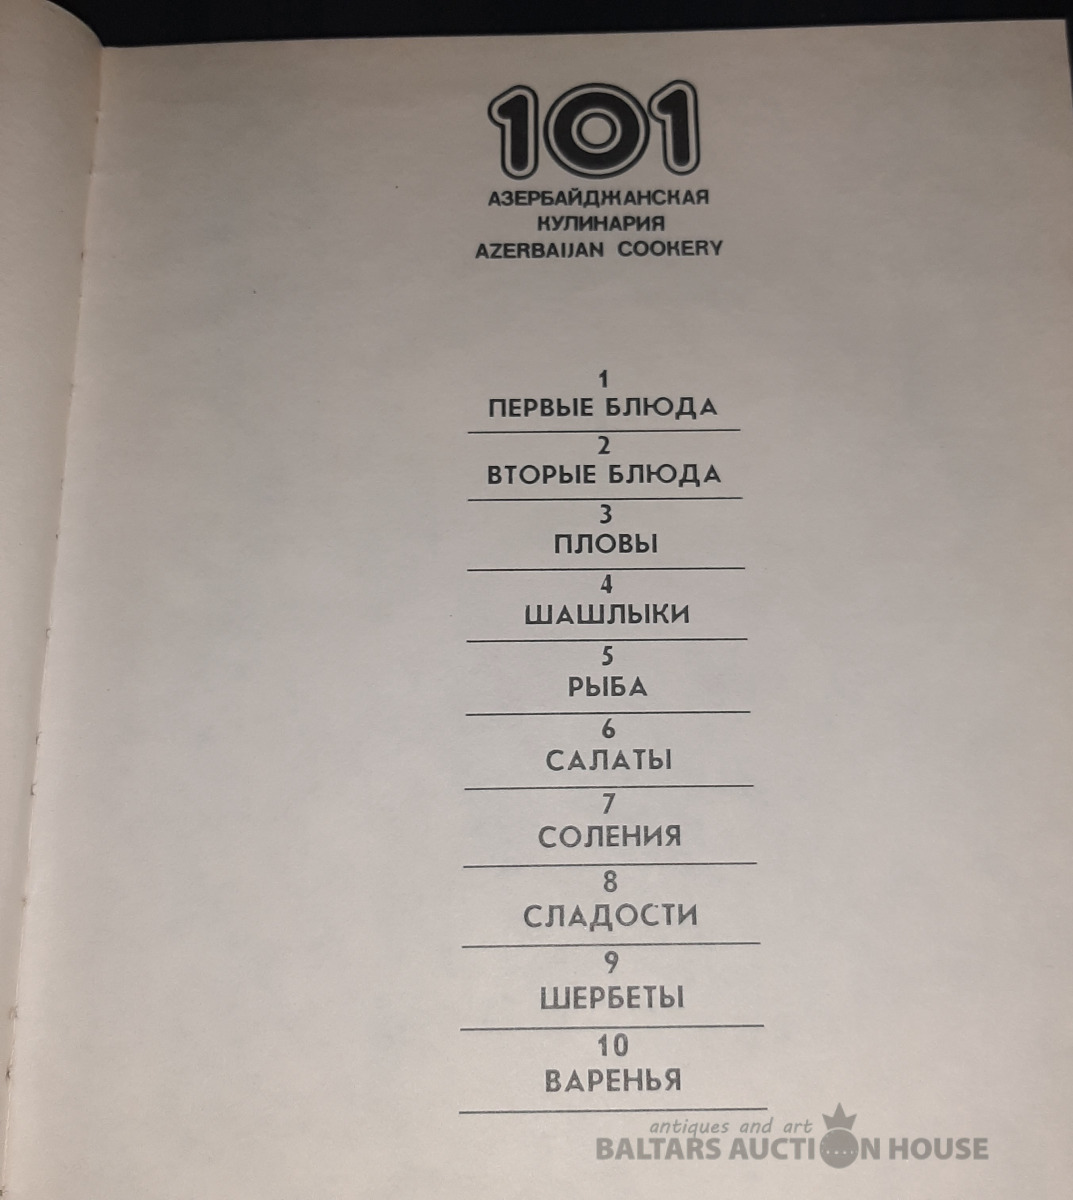 101
АЗЕРБАЙДЖАНСКАЯ
КУЛИНАРИЯ
AZERBAIJAN COOKERY
1
ПЕРВЫЕ БЛЮДА
2
ВТОРЫЕ БЛЮДА
3
ПЛОВЫ
4
ШАШЛЫКИ
5
РЫБА
6
САЛАТЫ
7
СОЛЕНИЯ
8
СЛАДОСТИ
9
ШЕРБЕТЫ
10
ВАРЕНЬЯ
antiques and art
BALTARS AUCTION HOUSE